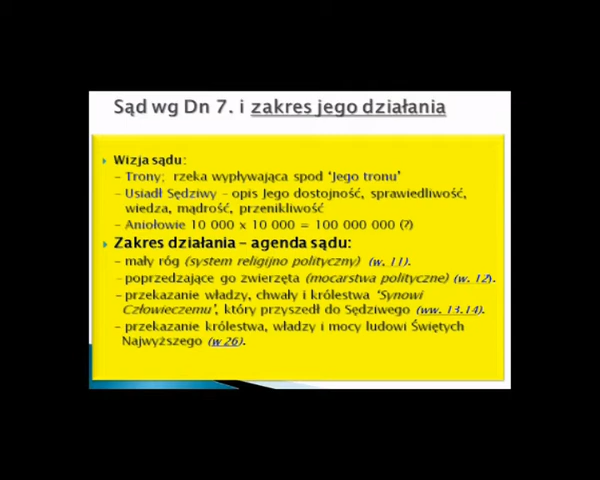 Sąd wg Dn 7. i zakres jego działania
Wizja sądu:
– Trony; rzeka wypływająca spod ‘Jego tronu’
– Usiadł Sędziwy – opis Jego dostojność, sprawiedliwość,
wiedza, mądrość, przenikliwość
– Aniołowie 10 000 x 10 000 = 100 000 000 (?)
Zakres działania – agenda sądu:
– mały róg (system religijno polityczny) (w. 11).
– poprzedzające go zwierzęta (mocarstwa polityczne) (w. 12).
– przekazanie władzy, chwały i królestwa ‘Synowi
Człowieczemu’, który przyszedł do Sędziwego (ww. 13.14).
– przekazanie królestwa, władzy i mocy ludowi Świętych
Najwyższego (w 26).